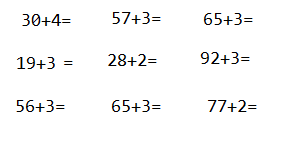 30+4= 57+3= 65+3=
19+3 = 28+2= 92+3=
56+3= 65+3= 77+2=